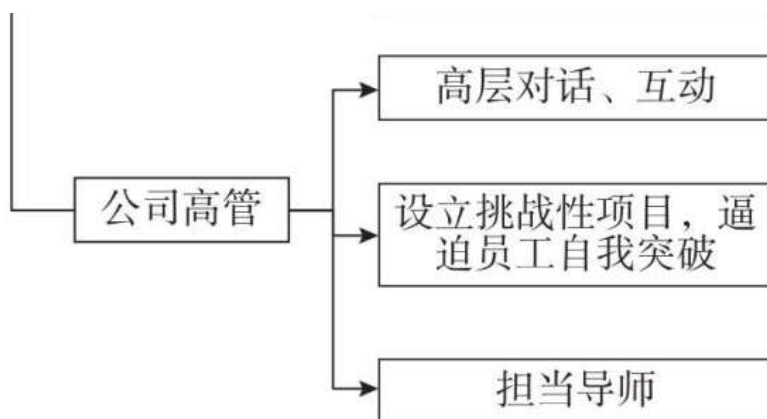 高层对话、互动
公司高管
设立挑战性项目，逼
迫员工自我突破
担当导师